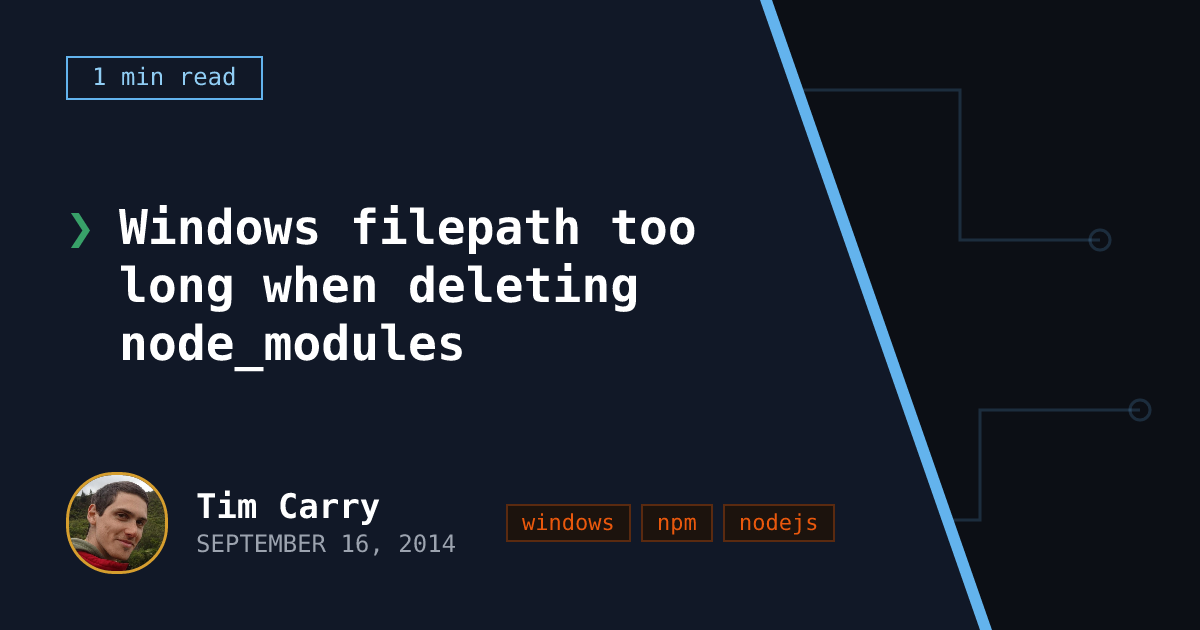 1 min read
❯ Windows filepath too
long when deleting
node_modules
Tim Carry
SEPTEMBER 16, 2014
windows npm nodejs